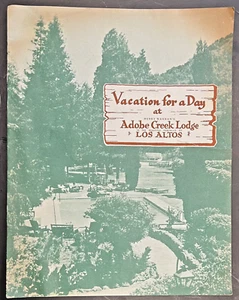 Vacation for a Day
at
Adobe Creek Lodge
LOS ALTOS